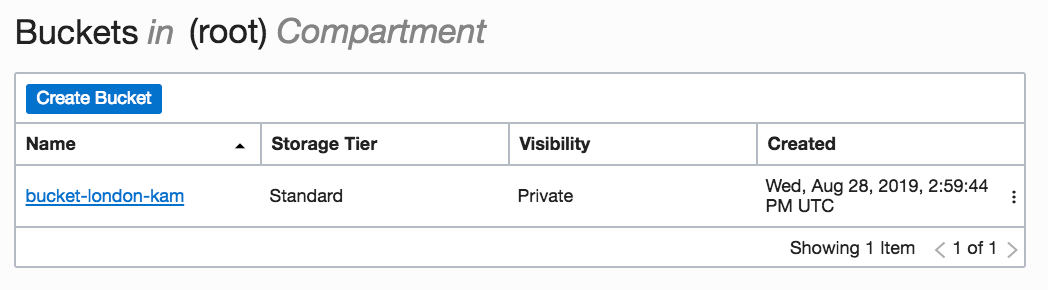 Buckets in (root) Compartment
Create Bucket
Name Storage Tier Visibility Created
bucket-london-kam Standard Private Wed, Aug 28, 2019, 2:59:44
PM UTC
Showing 1 Item < 1 of 1 >